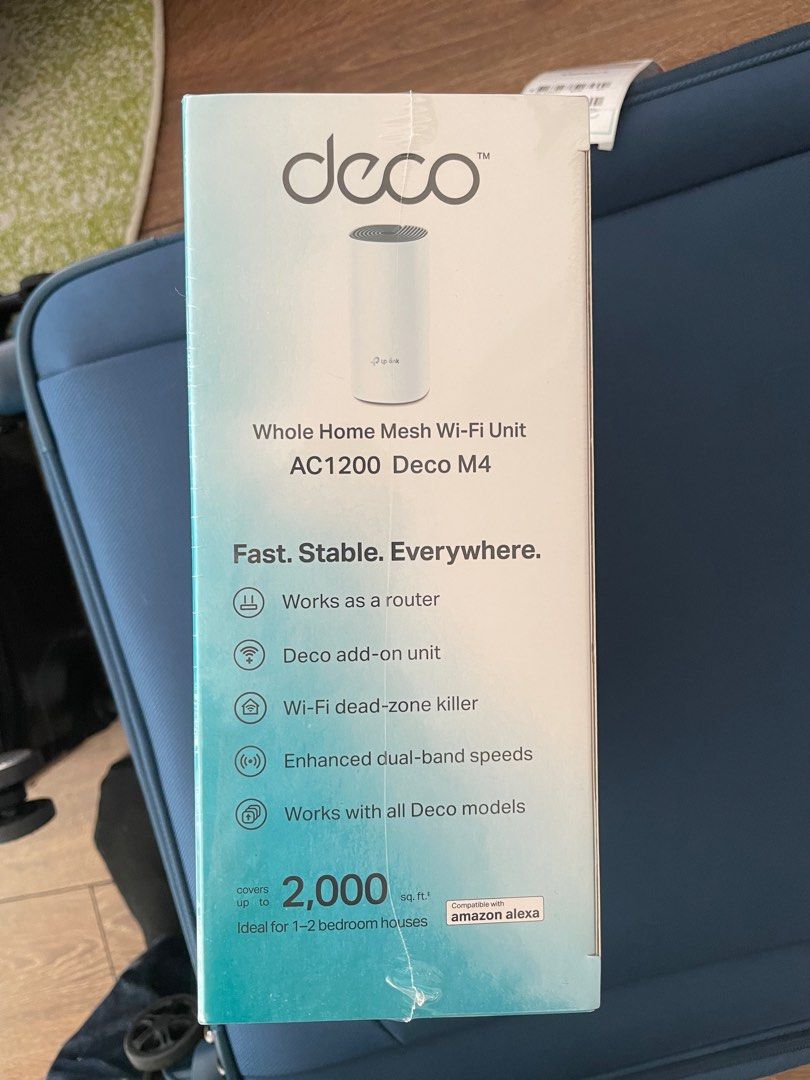 deco™
tp-link
Whole Home Mesh Wi-Fi Unit
AC1200 Deco M4
Fast. Stable. Everywhere.
Works as a router
Deco add-on unit
Wi-Fi dead-zone killer
Enhanced dual-band speeds
Works with all Deco models
covers up to 2,000 sq. ft.‡
Ideal for 1–2 bedroom houses
Compatible with
amazon alexa